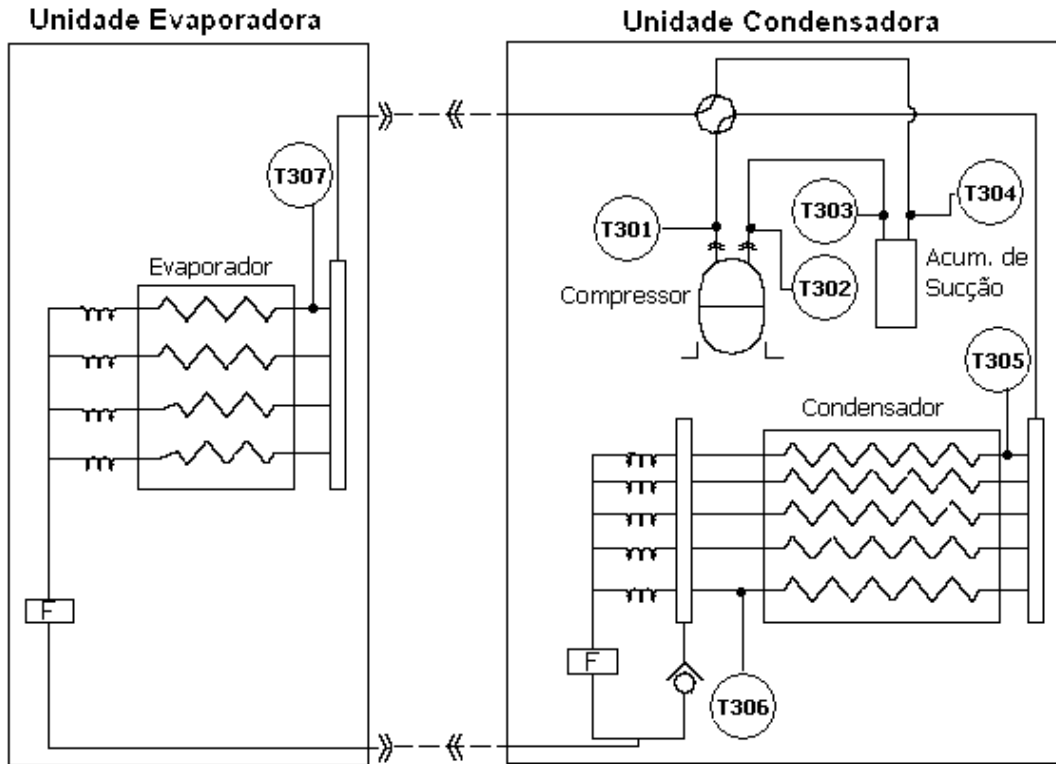 Unidade Evaporadora
Unidade Condensadora
T307
T301
T303
T304
Evaporador
Compressor
T302
Acum. de
Sucção
T305
Condensador
F
F
T306